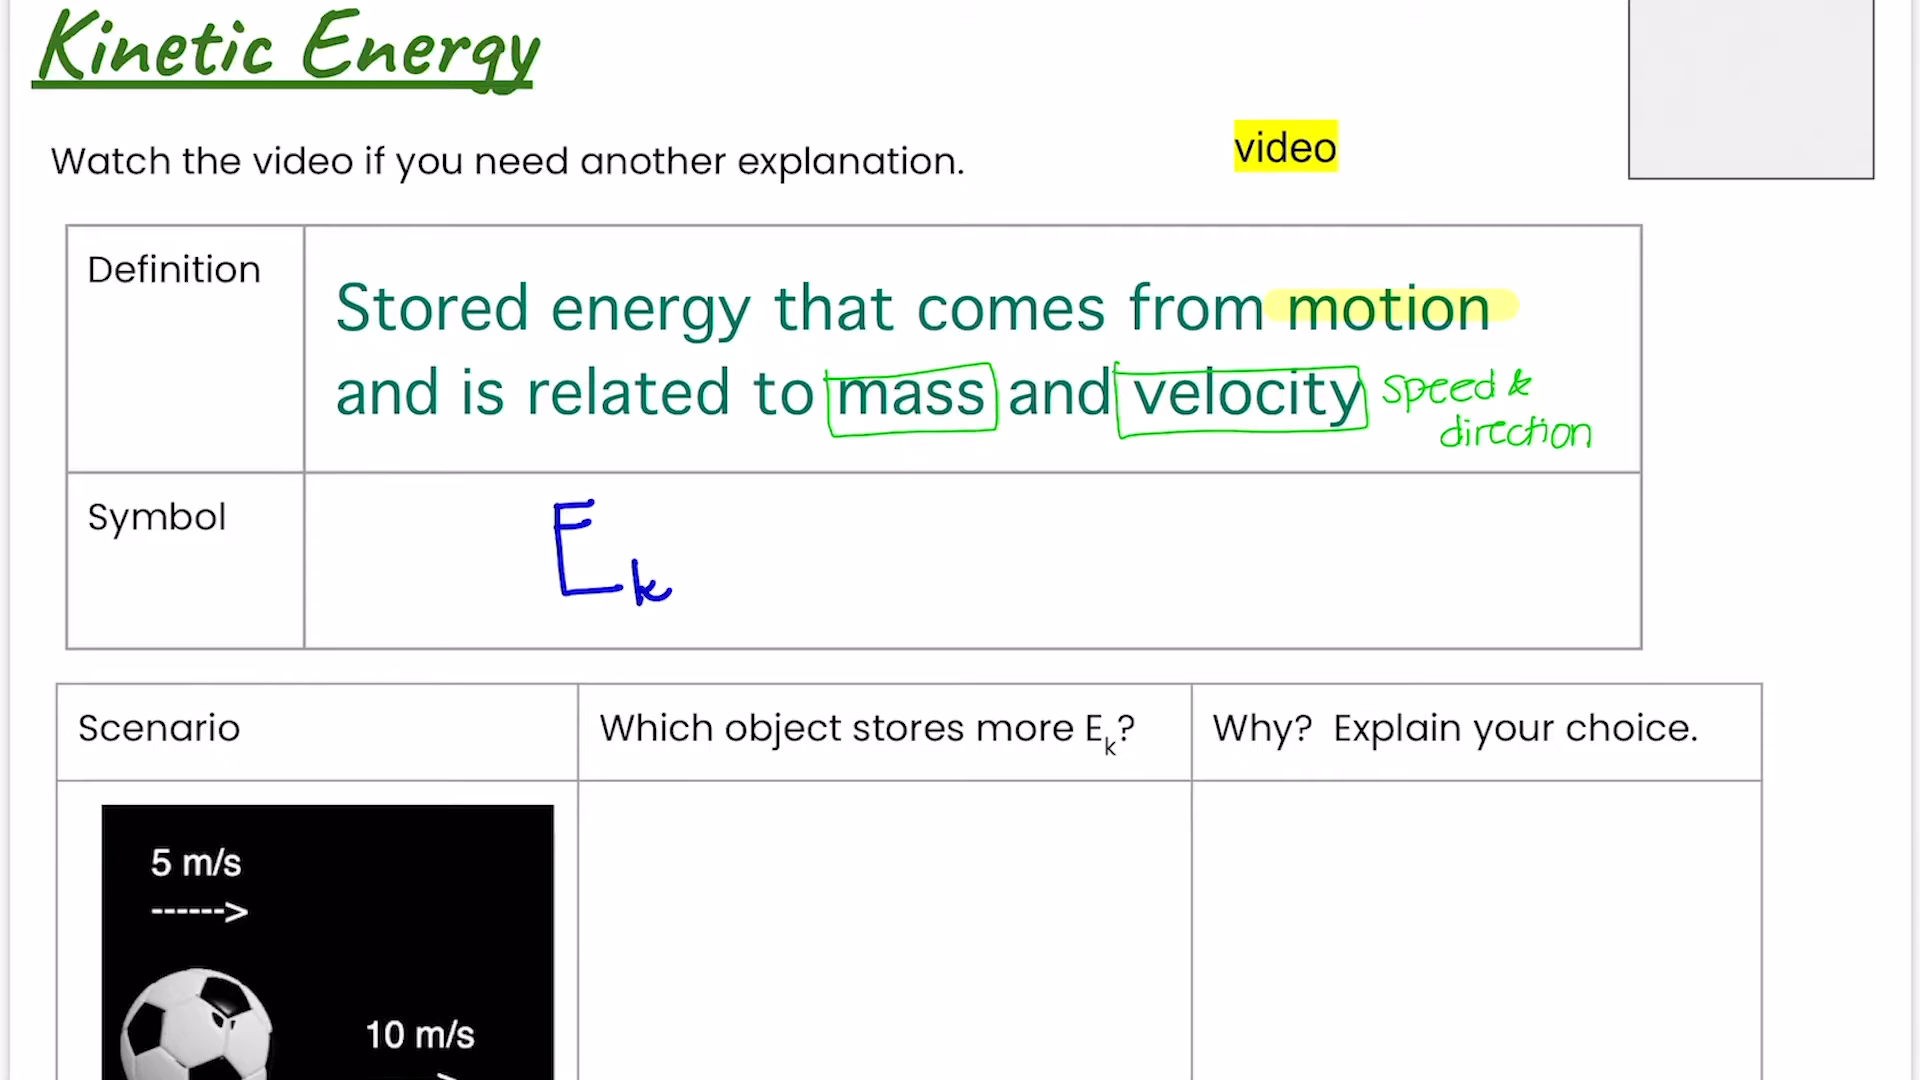 Kinetic Energy
Watch the video if you need another explanation.
video
Definition
Stored energy that comes from motion
and is related to mass and velocity
speed &
direction
Symbol
Ek
Scenario
Which object stores more Ek?
Why? Explain your choice.
5 m/s
------>
10 m/s